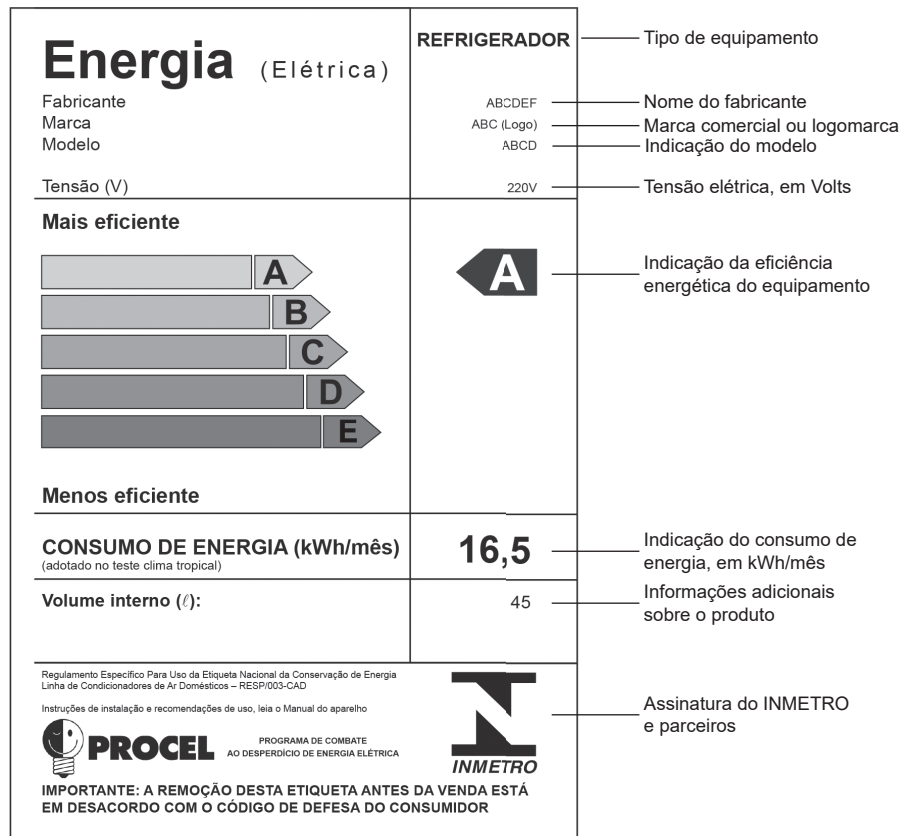 Energia (Elétrica)
REFRIGERADOR
Tipo de equipamento
Fabricante
ABCDEF
Nome do fabricante
Marca
ABC (Logo)
Marca comercial ou logomarca
Modelo
ABCD
Indicação do modelo
Tensão (V)
220V
Tensão elétrica, em Volts
Mais eficiente
A
B
C
D
E
Menos eficiente
A
Indicação da eficiência
energética do equipamento
CONSUMO DE ENERGIA (kWh/mês)
(adotado no teste clima tropical)
16,5
Indicação do consumo de
energia, em kWh/mês
Volume interno (ℓ):
45
Informações adicionais
sobre o produto
Regulamento Específico Para Uso da Etiqueta Nacional da Conservação de Energia
Linha de Condicionadores de Ar Domésticos – RESP/003-CAD
Instruções de instalação e recomendações de uso, leia o Manual do aparelho
PROCEL
PROGRAMA DE COMBATE
AO DESPERDÍCIO DE ENERGIA ELÉTRICA
INMETRO
Assinatura do INMETRO
e parceiros
IMPORTANTE: A REMOÇÃO DESTA ETIQUETA ANTES DA VENDA ESTÁ
EM DESACORDO COM O CÓDIGO DE DEFESA DO CONSUMIDOR